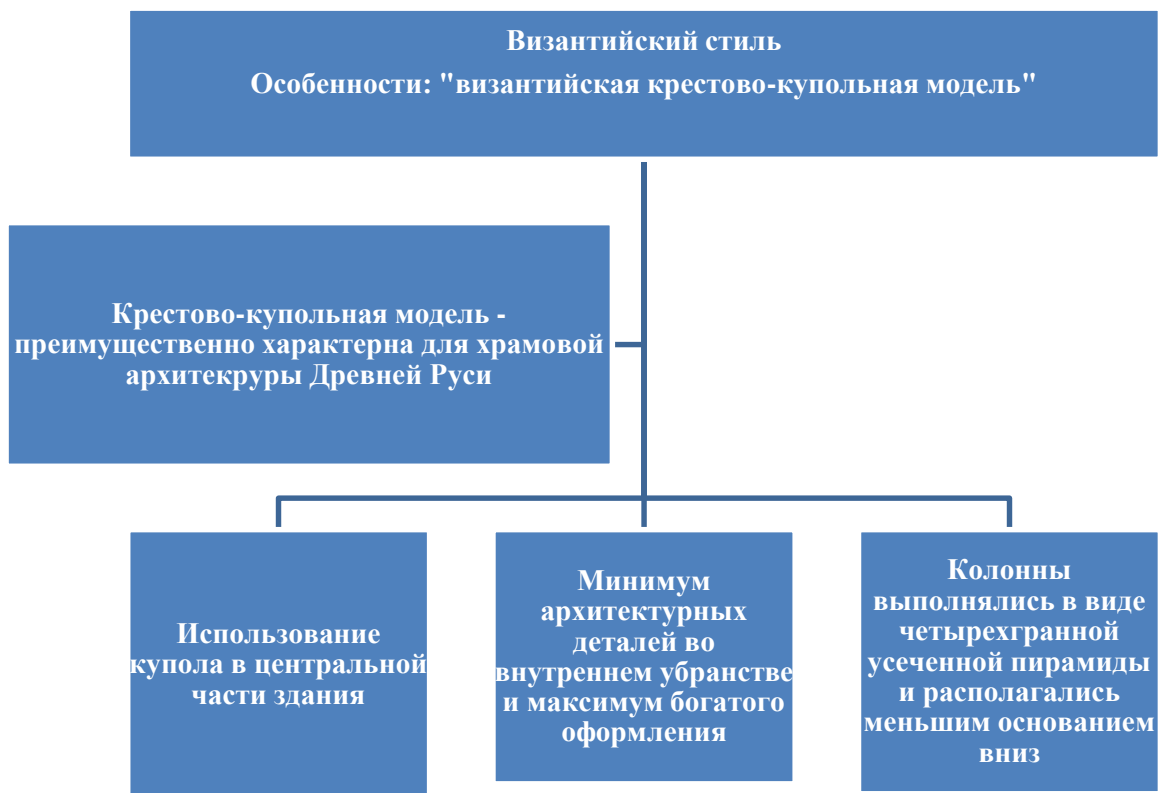 Византийский стиль
Особенности: "византийская крестово-купольная модель"
Крестово-купольная модель -
преимущественно характерна для храмовой
архитекруры Древней Руси
Использование
купола в центральной
части здания
Минимум
архитектурных
деталей во
внутреннем убранстве
и максимум богатого
оформления
Колонны
выполнялись в виде
четырехгранной
усеченной пирамиды
и располагались
меньшим основанием
вниз